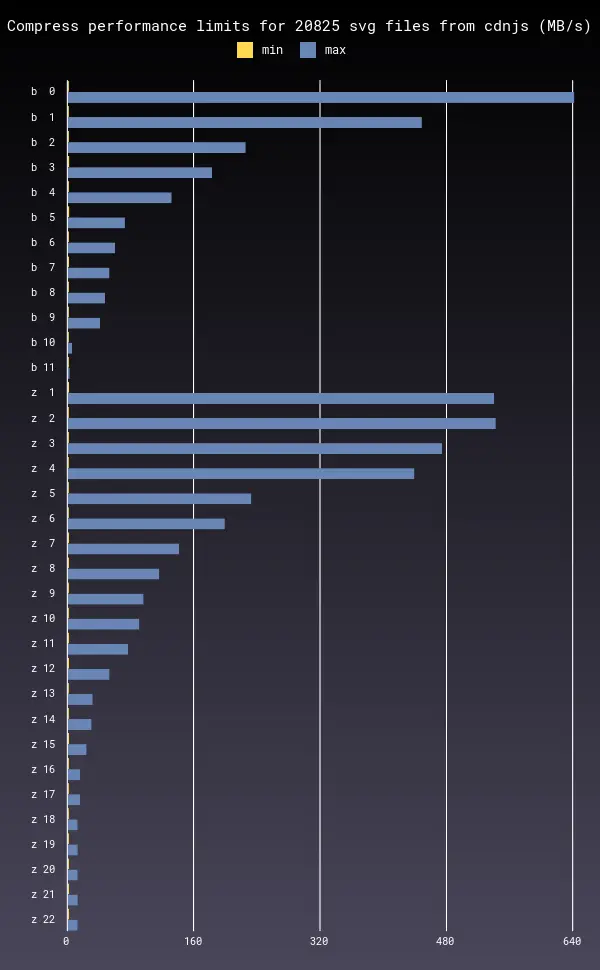 Compress performance limits for 20825 svg files from cdnjs (MB/s)
min max
b 0
b 1
b 2
b 3
b 4
b 5
b 6
b 7
b 8
b 9
b 10
b 11
z 1
z 2
z 3
z 4
z 5
z 6
z 7
z 8
z 9
z 10
z 11
z 12
z 13
z 14
z 15
z 16
z 17
z 18
z 19
z 20
z 21
z 22
0 160 320 480 640